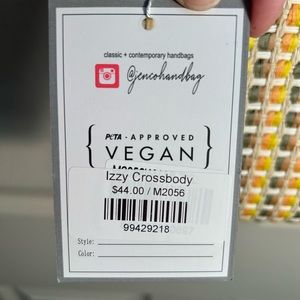 classic + contemporary handbags
@jencohandbag
PeTA - APPROVED
VEGAN
Izzy Crossbody
$44.00 / M2056
99429218
Style:
Color: